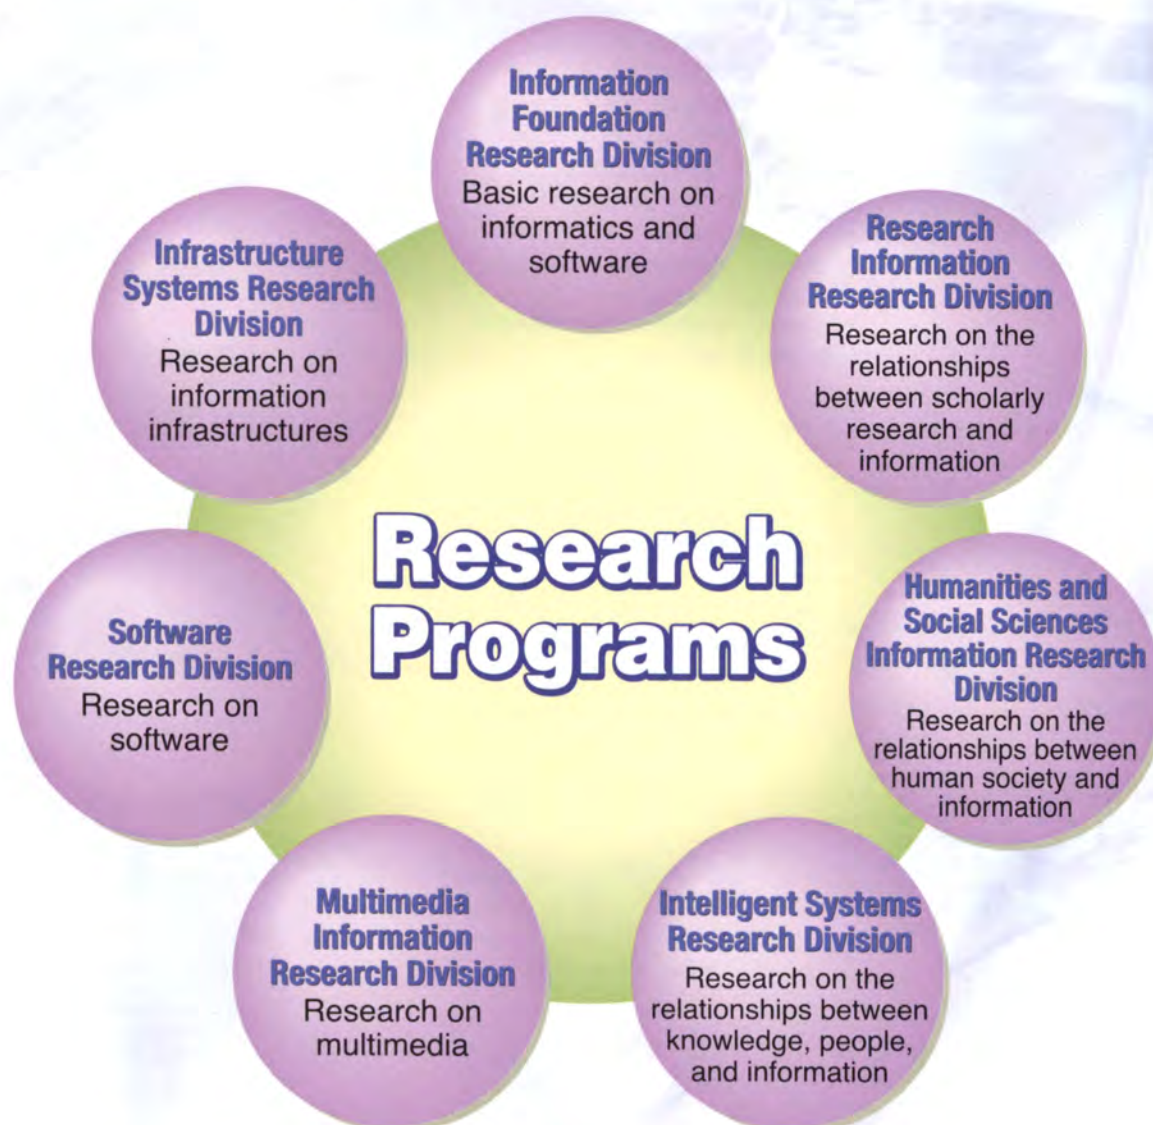 Information
Foundation
Research Division
Basic research on
informatics and
software
Research
Information
Research Division
Research on the
relationships
between scholarly
research and
information
Humanities and
Social Sciences
Information Research
Division
Research on the
relationships between
human society and
information
Intelligent Systems
Research Division
Research on the
relationships between
knowledge, people,
and information
Multimedia
Information
Research Division
Research on
multimedia
Software
Research Division
Research on
software
Infrastructure
Systems Research
Division
Research on
information
infrastructures
Research
Programs